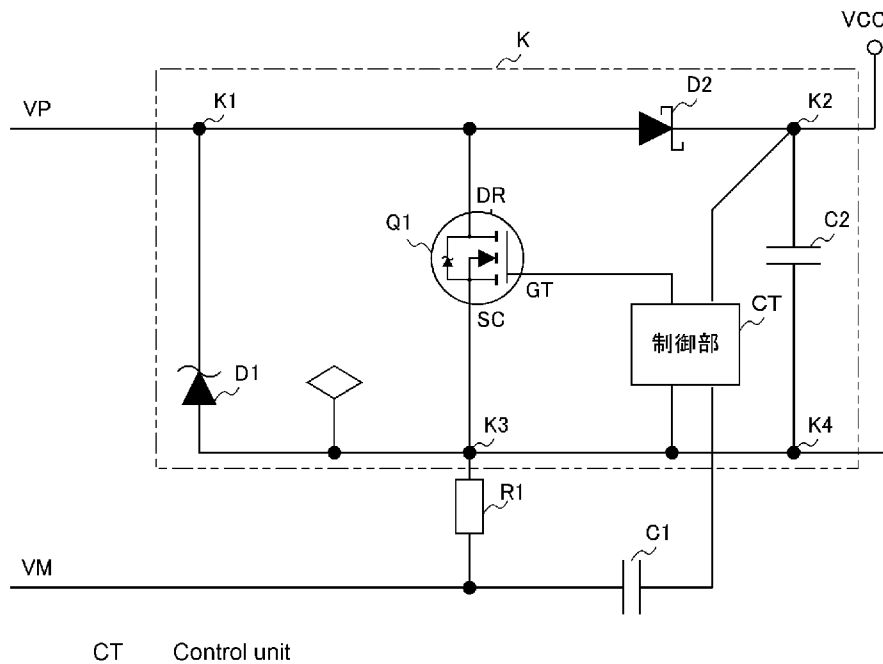 VCC
K
VP
K1
D2
K2
DR
Q1
C2
GT
SC
CT
制御部
D1
K3
K4
R1
C1
VM
CT Control unit